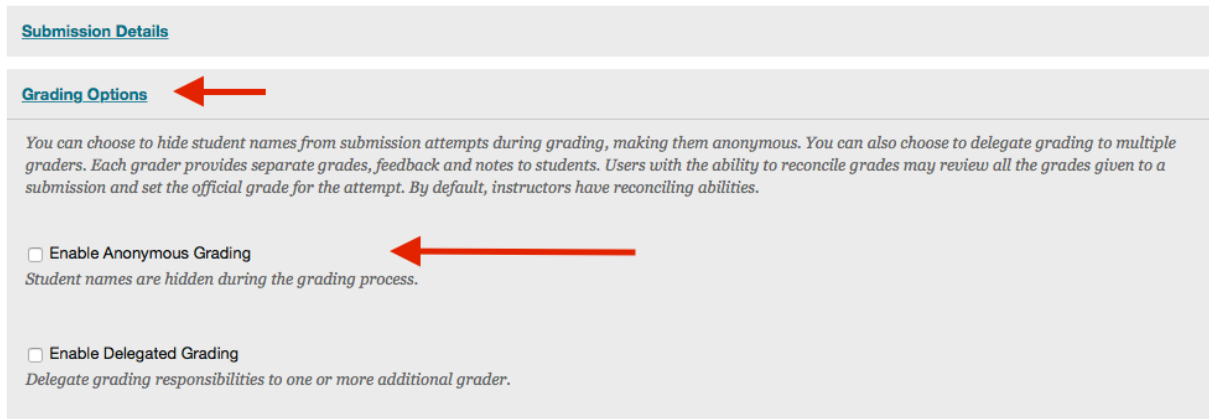 Submission Details
Grading Options
You can choose to hide student names from submission attempts during grading, making them anonymous. You can also choose to delegate grading to multiple
graders. Each grader provides separate grades, feedback and notes to students. Users with the ability to reconcile grades may review all the grades given to a
submission and set the official grade for the attempt. By default, instructors have reconciling abilities.
Enable Anonymous Grading
Student names are hidden during the grading process.
Enable Delegated Grading
Delegate grading responsibilities to one or more additional grader.